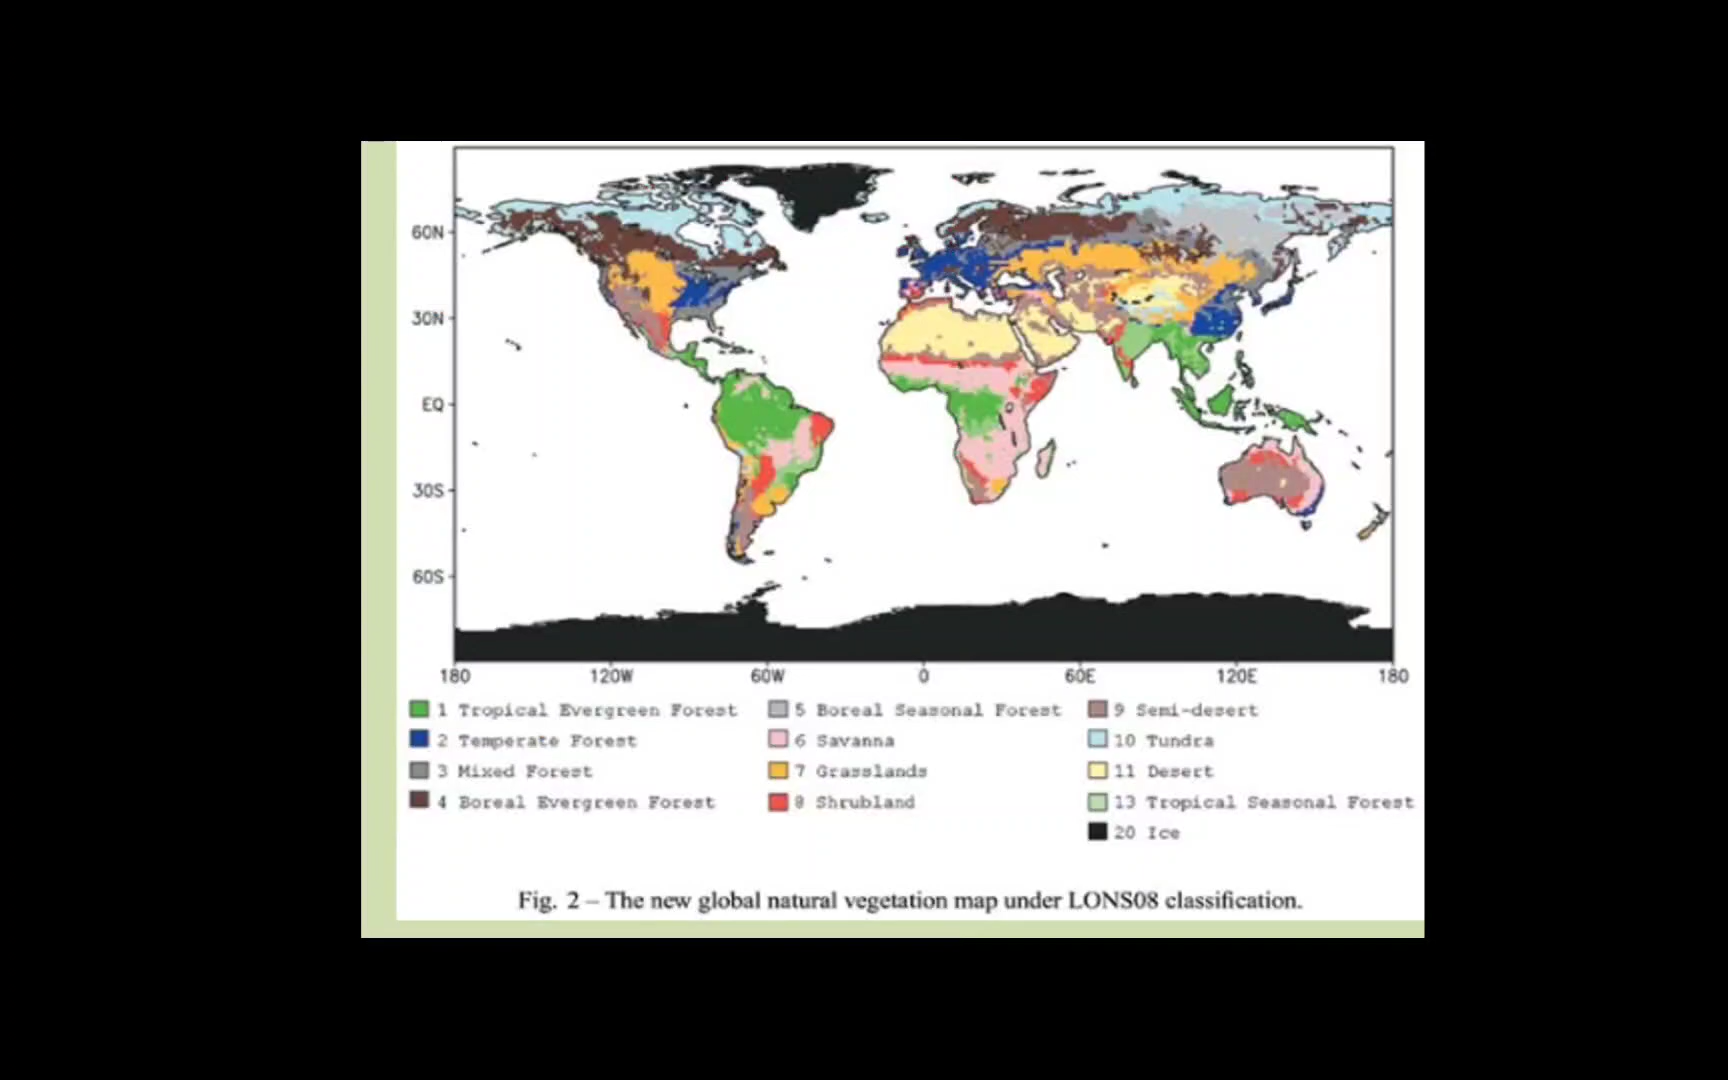 60N
30N
EQ
30S
60S
180 120W 60W 0 60E 120E 180
1 Tropical Evergreen Forest 5 Boreal Seasonal Forest 9 Semi-desert
2 Temperate Forest 6 Savanna 10 Tundra
3 Mixed Forest 7 Grasslands 11 Desert
4 Boreal Evergreen Forest 8 Shrubland 13 Tropical Seasonal Forest
20 Ice
Fig. 2 – The new global natural vegetation map under LONS08 classification.